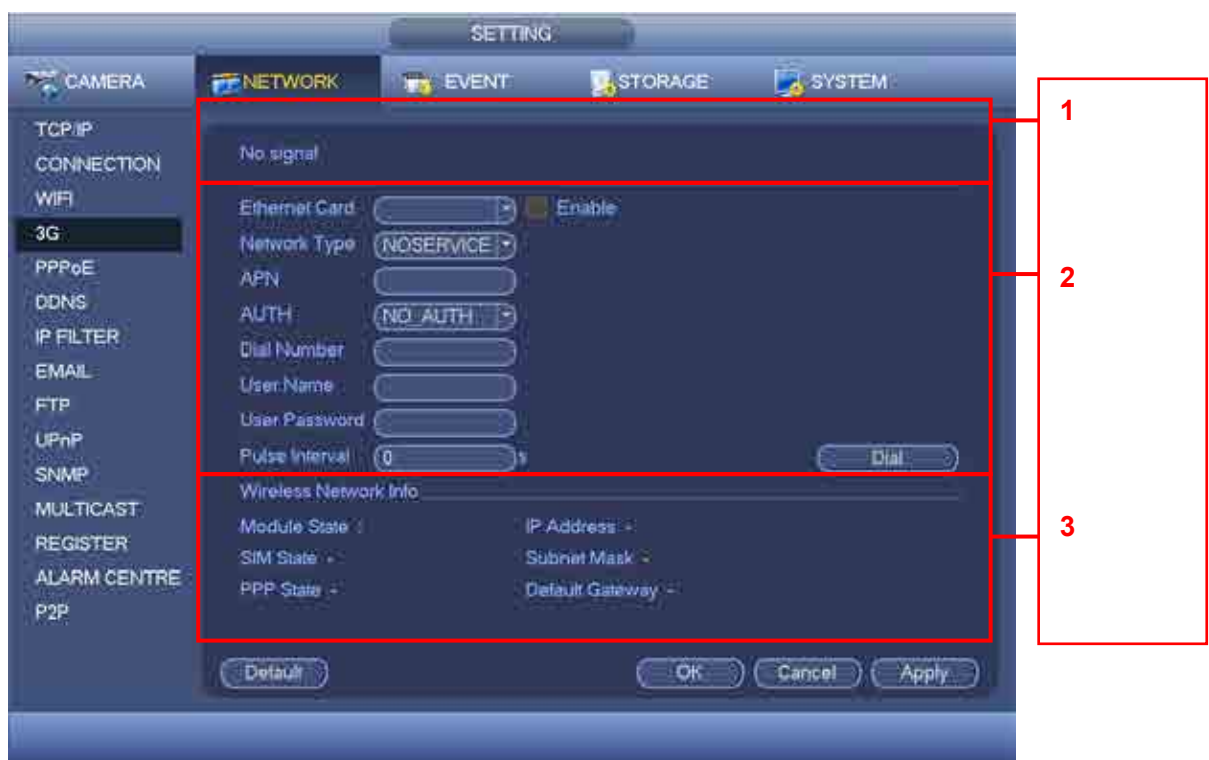 SETTING
CAMERA NETWORK EVENT STORAGE SYSTEM
TCP/IP
CONNECTION
WIFI
3G
PPPoE
DDNS
IP FILTER
EMAIL
FTP
UPnP
SNMP
MULTICAST
REGISTER
ALARM CENTRE
P2P
No signal
Ethernet Card Enable
Network Type NOSERVICE
APN
AUTH NO_AUTH
Dial Number
User Name
User Password
Pulse Interval 0 s Dial
Wireless Network Info
Module State : IP Address -
SIM State - Subnet Mask -
PPP State - Default Gateway -
Default OK Cancel Apply
1
2
3